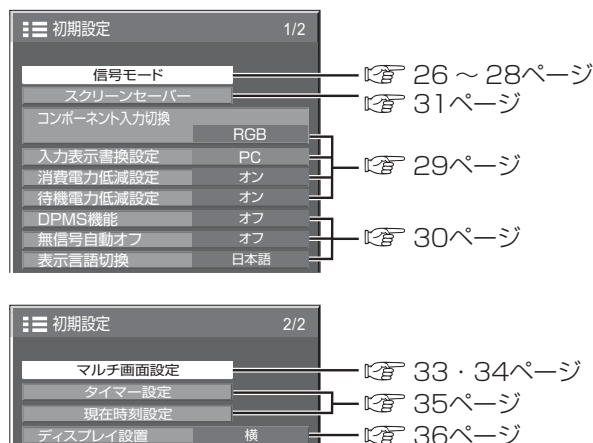 初期設定 1/2
信号モード ☞ 26 ～ 28ページ
スクリーンセーバー ☞ 31ページ
コンポーネント入力切換
RGB
入力表示書換設定 PC ☞ 29ページ
消費電力低減設定 オン
待機電力低減設定 オン
DPMS機能 オフ
無信号自動オフ オフ ☞ 30ページ
表示言語切換 日本語
初期設定 2/2
マルチ画面設定 ☞ 33・34ページ
タイマー設定 ☞ 35ページ
現在時刻設定
ディスプレイ設置 横 ☞ 36ページ